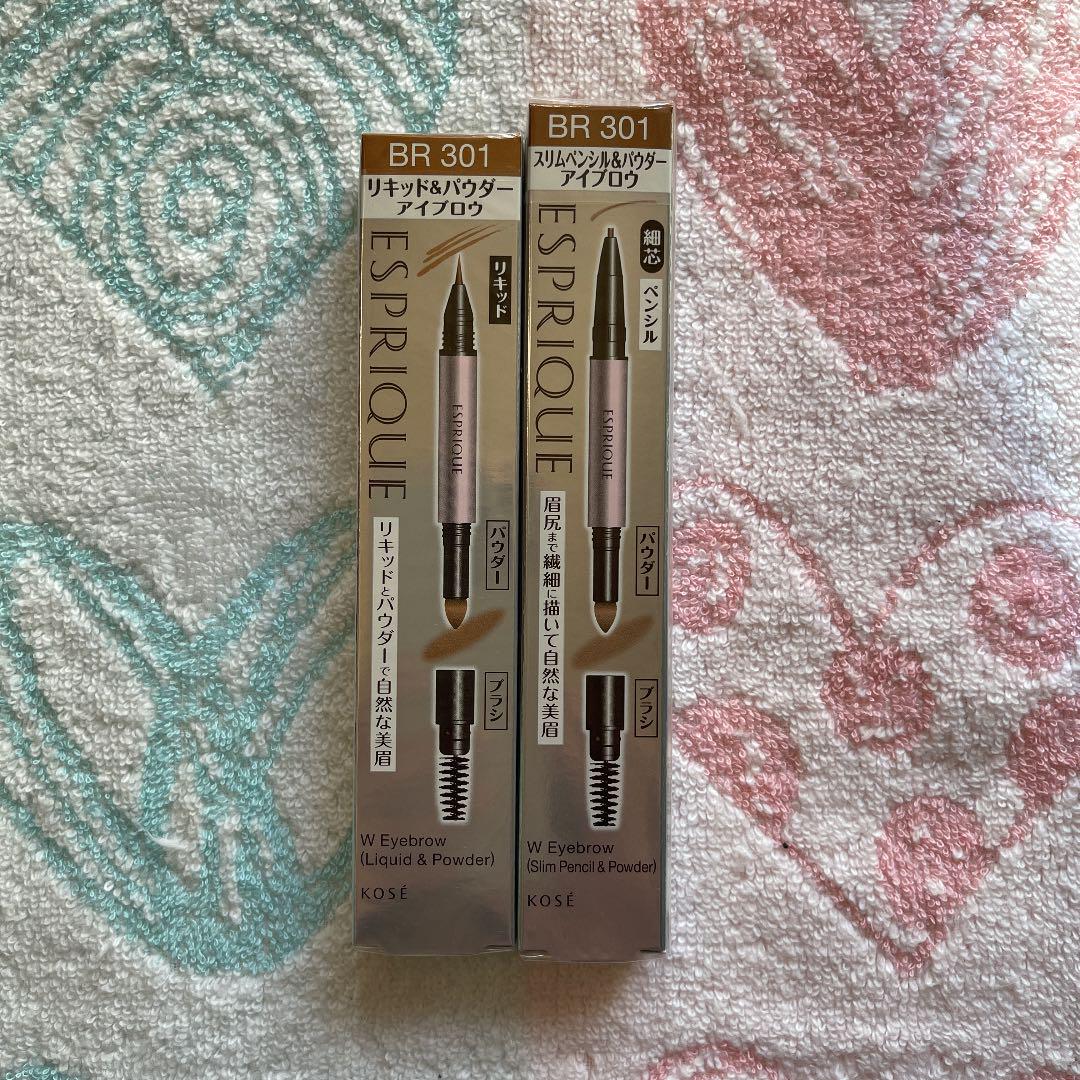 BR 301
リキッド&パウダー
アイブロウ
ESPRIQUE
リキッド
ESPRIQUE
パウダー
リキッドとパウダーで自然な美眉
ブラシ
W Eyebrow
(Liquid & Powder)
KOSÉ
BR 301
スリムペンシル&パウダー
アイブロウ
ESPRIQUE
細芯
ペンシル
ESPRIQUE
パウダー
眉尻まで繊細に描いて自然な美眉
ブラシ
W Eyebrow
(Slim Pencil & Powder)
KOSÉ